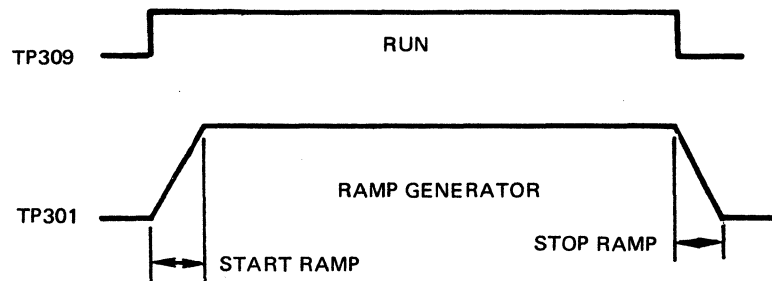 RUN
TP309
RAMP GENERATOR
TP301
STOP RAMP
START RAMP